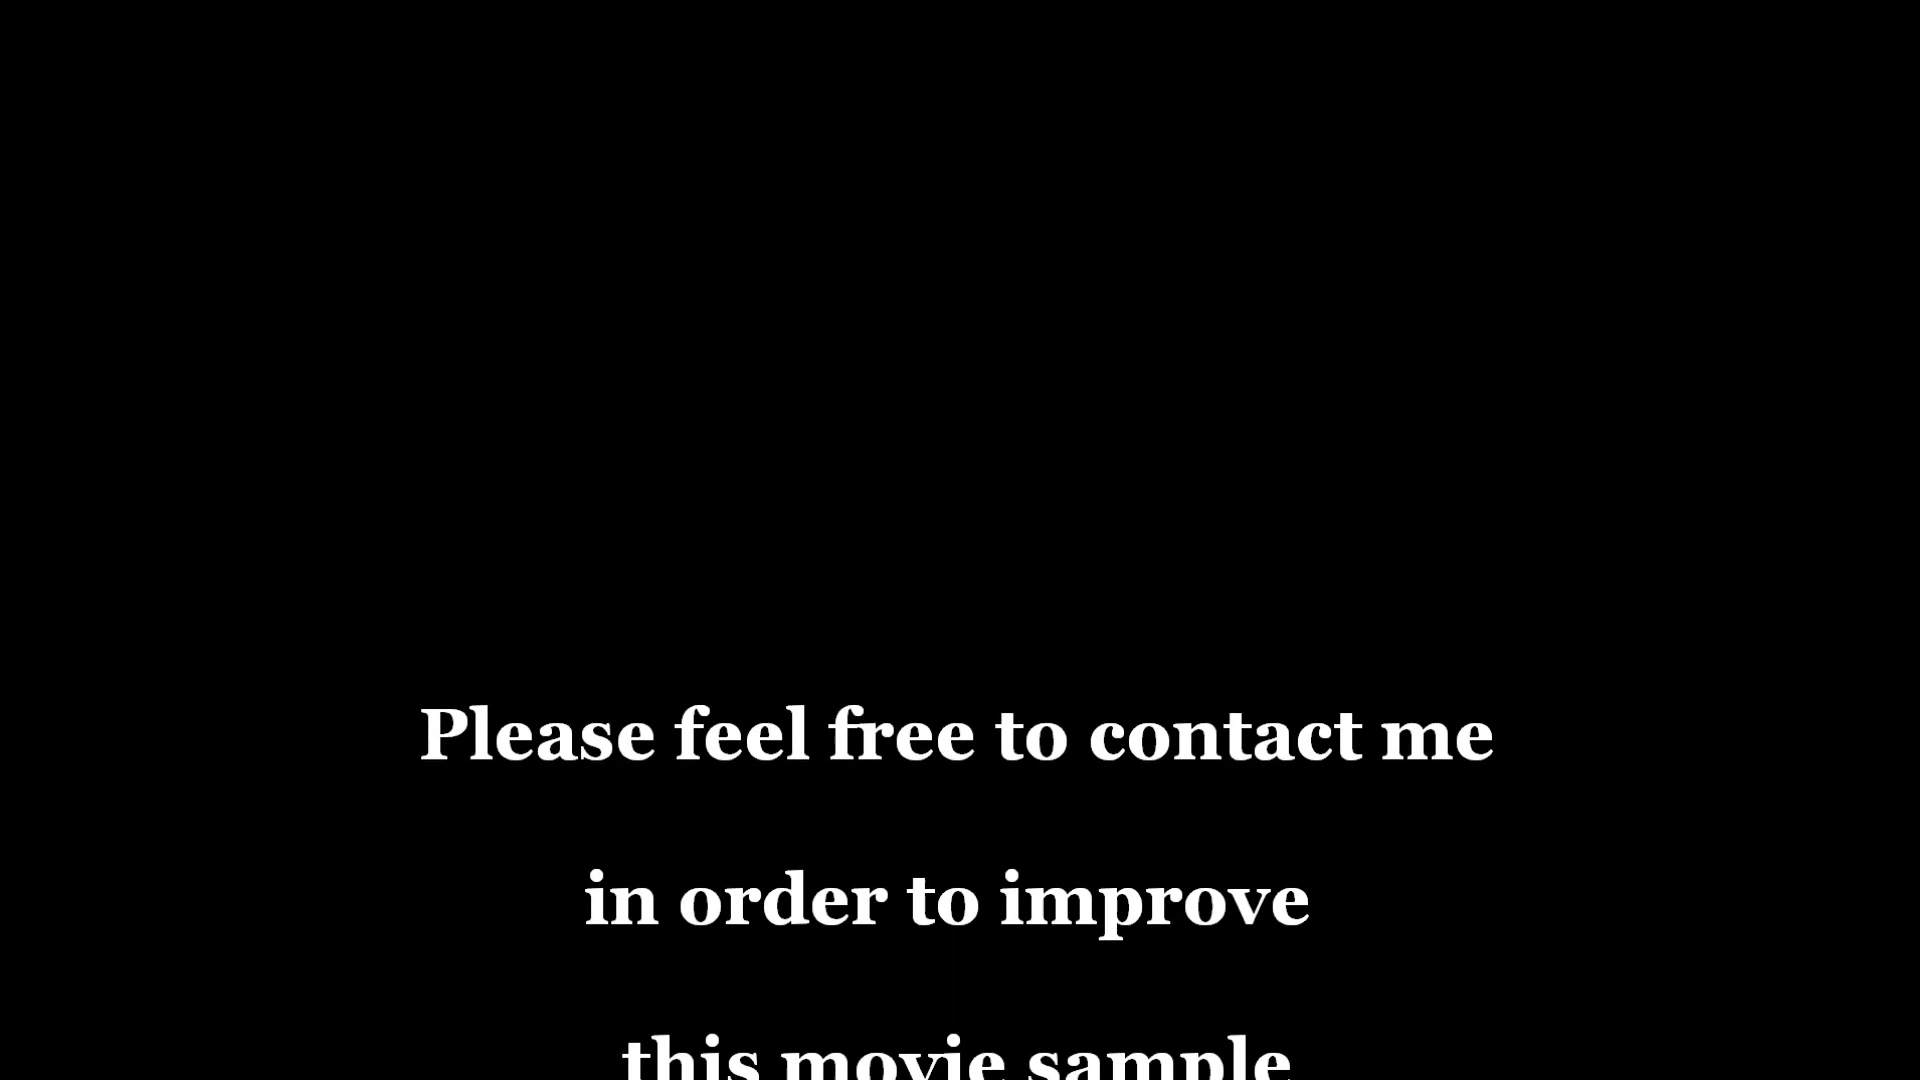 Please feel free to contact me
in order to improve
this movie sample